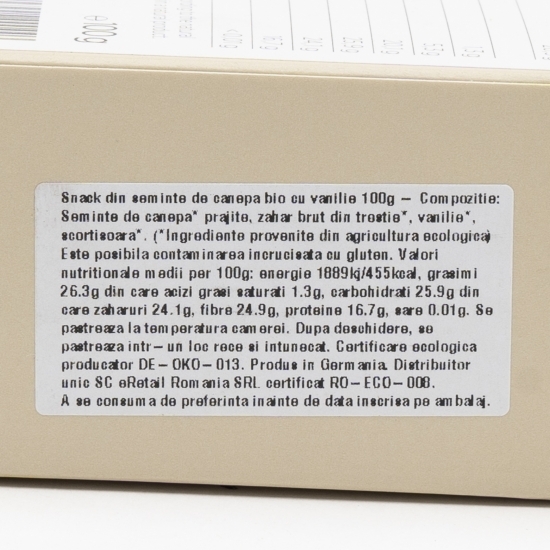 100g
Snack din seminte de canepa bio cu vanilie 100g – Compozitie:
Seminte de canepa* prajite, zahar brut din trestie*, vanilie*,
scortisoara*. (*Ingrediente provenite din agricultura ecologica)
Este posibila contaminarea incrucisata cu gluten. Valori
nutritionale medii per 100g: energie 1889kj/455kcal, grasimi
26.3g din care acizi grasi saturati 1.3g, carbohidrati 25.9g din
care zaharuri 24.1g, fibre 24.9g, proteine 16.7g, sare 0.01g. Se
pastreaza la temperatura camerei. Dupa deschidere, se
pastreaza intr–un loc rece si intunecat. Certificare ecologica
producator DE–OKO–013. Produs in Germania. Distribuitor
unic SC eRetail Romania SRL certificat RO–ECO–008.
A se consuma de preferinta inainte de data inscrisa pe ambalaj.